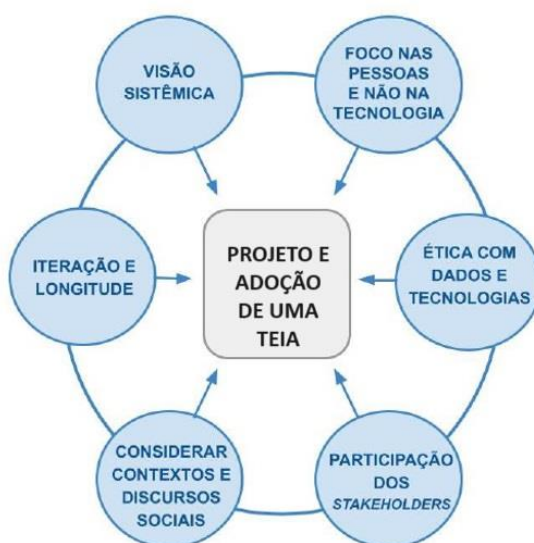 VISÃO
SISTÊMICA
FOCO NAS
PESSOAS
E NÃO NA
TECNOLOGIA
ITERAÇÃO E
LONGITUDE
PROJETO E
ADOÇÃO
DE UMA
TEIA
ÉTICA COM
DADOS E
TECNOLOGIAS
CONSIDERAR
CONTEXTOS E
DISCURSOS
SOCIAIS
PARTICIPAÇÃO
DOS
STAKEHOLDERS